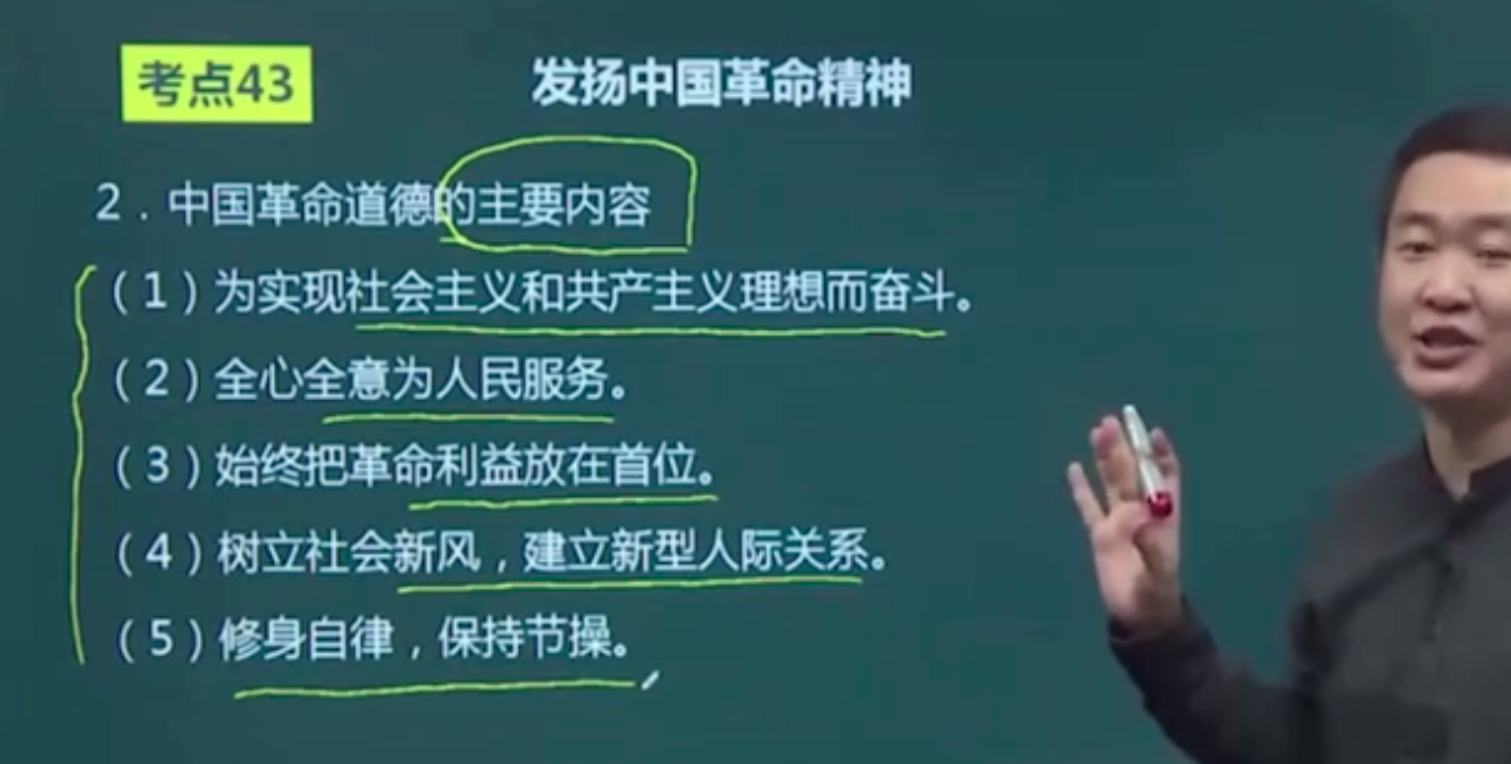 考点43
发扬中国革命精神
2．中国革命道德的主要内容
（1）为实现社会主义和共产主义理想而奋斗。
（2）全心全意为人民服务。
（3）始终把革命利益放在首位。
（4）树立社会新风，建立新型人际关系。
（5）修身自律，保持节操。